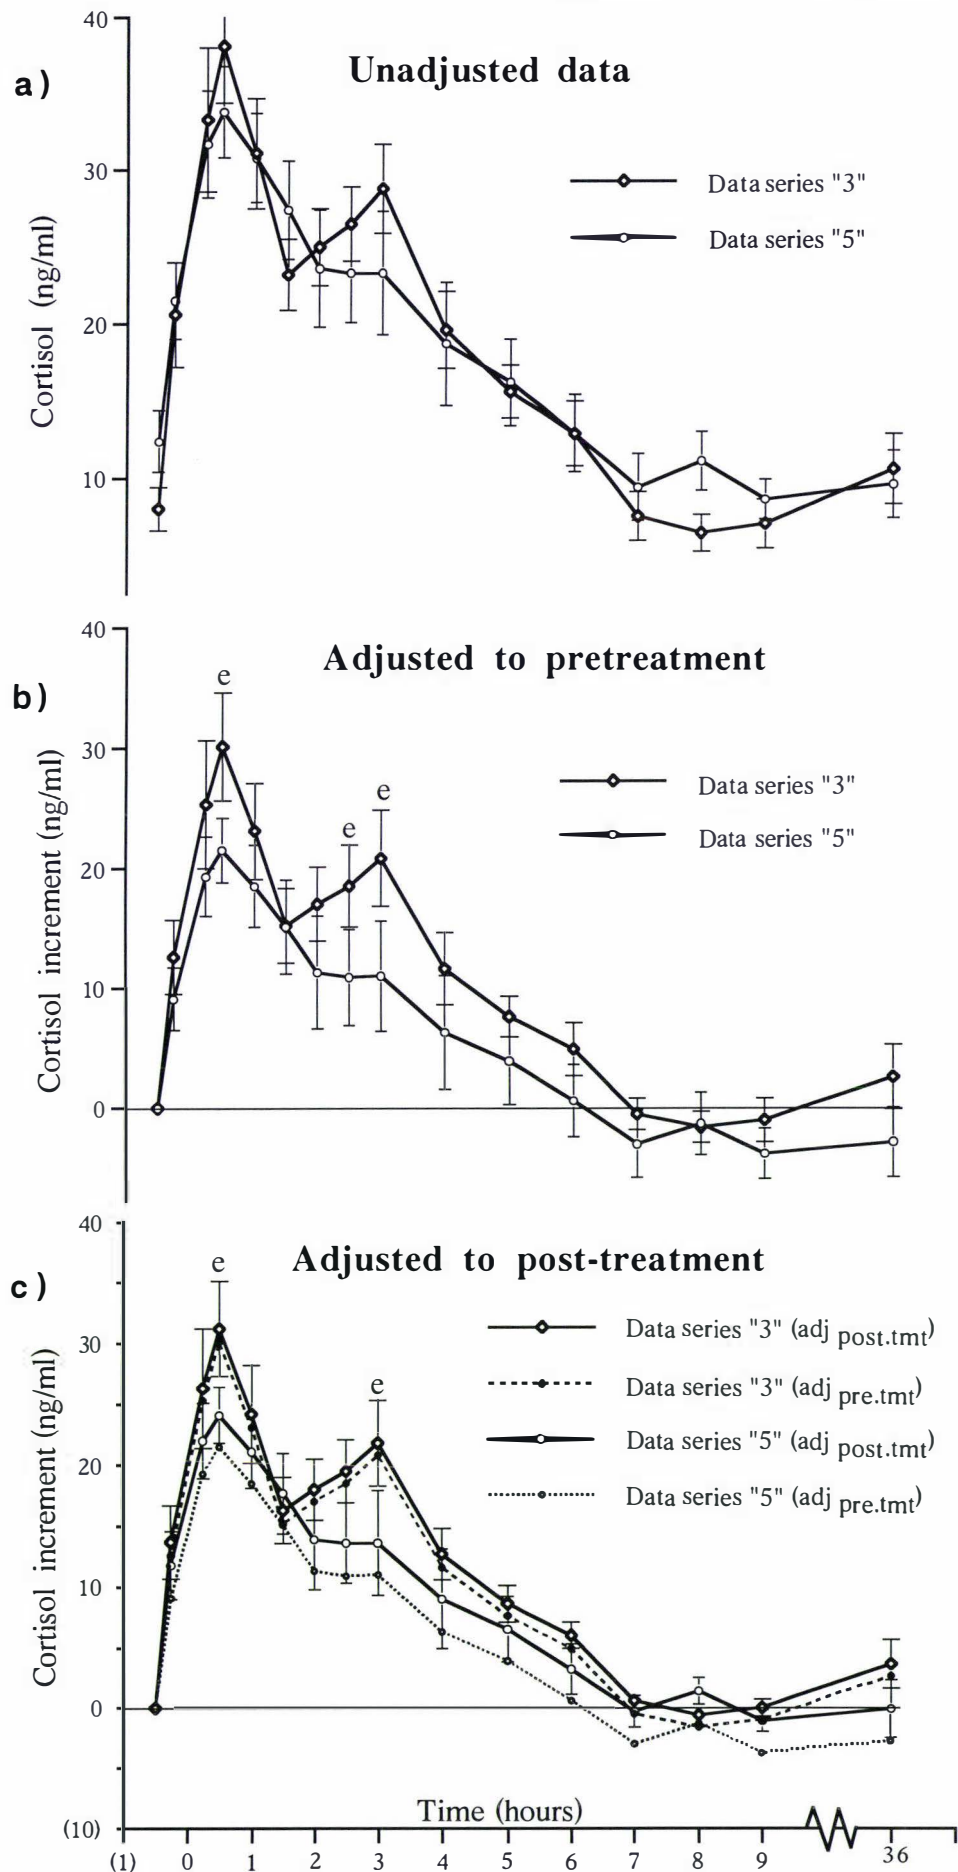 a)
Unadjusted data
40
30
20
10
Cortisol (ng/ml)
Data series "3"
Data series "5"
b)
Adjusted to pretreatment
40
30
20
10
0
Cortisol increment (ng/ml)
e
e
e
Data series "3"
Data series "5"
c)
Adjusted to post-treatment
40
30
20
10
0
(10)
Cortisol increment (ng/ml)
e
e
Data series "3" (adj post.tmt)
Data series "3" (adj pre.tmt)
Data series "5" (adj post.tmt)
Data series "5" (adj pre.tmt)
Time (hours)
(1) 0 1 2 3 4 5 6 7 8 9 36